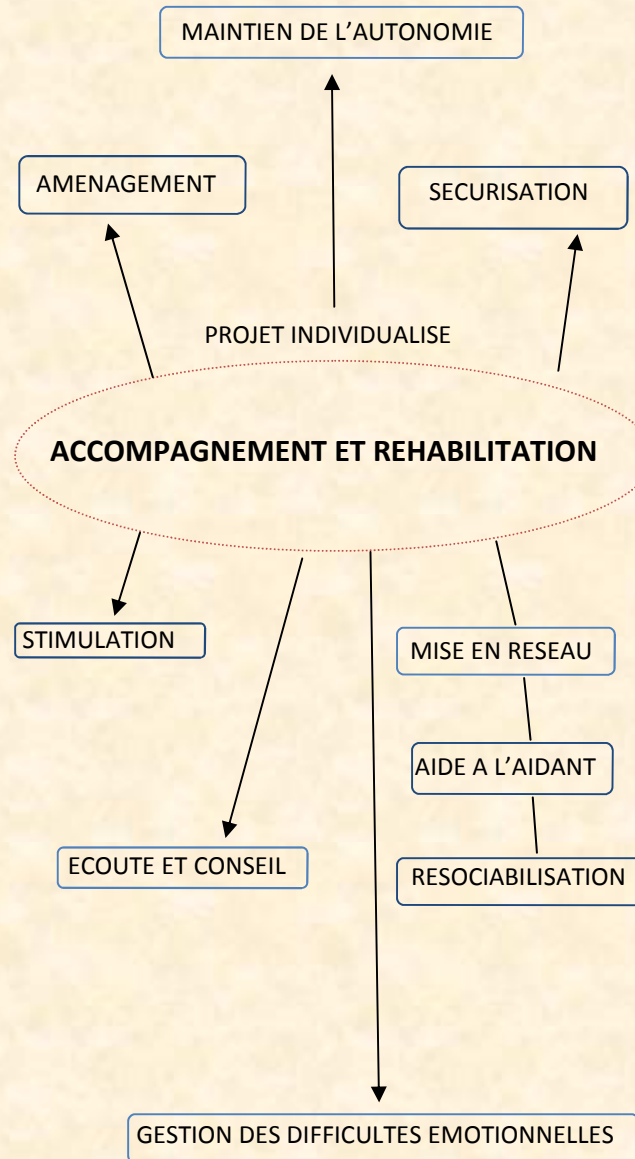 MAINTIEN DE L’AUTONOMIE
AMENAGEMENT
SECURISATION
PROJET INDIVIDUALISE
ACCOMPAGNEMENT ET REHABILITATION
STIMULATION
MISE EN RESEAU
AIDE A L’AIDANT
ECOUTE ET CONSEIL
RESOCIABILISATION
GESTION DES DIFFICULTES EMOTIONNELLES